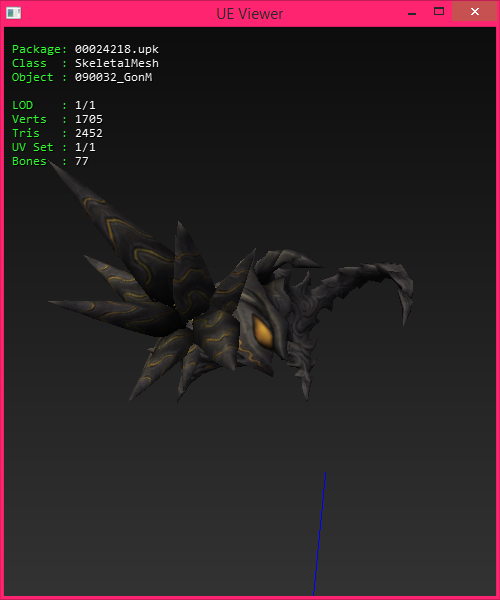 UE Viewer
Package: 00024218.upk
Class  : SkeletalMesh
Object : 090032_GonM
LOD    : 1/1
Verts  : 1705
Tris   : 2452
UV Set : 1/1
Bones  : 77